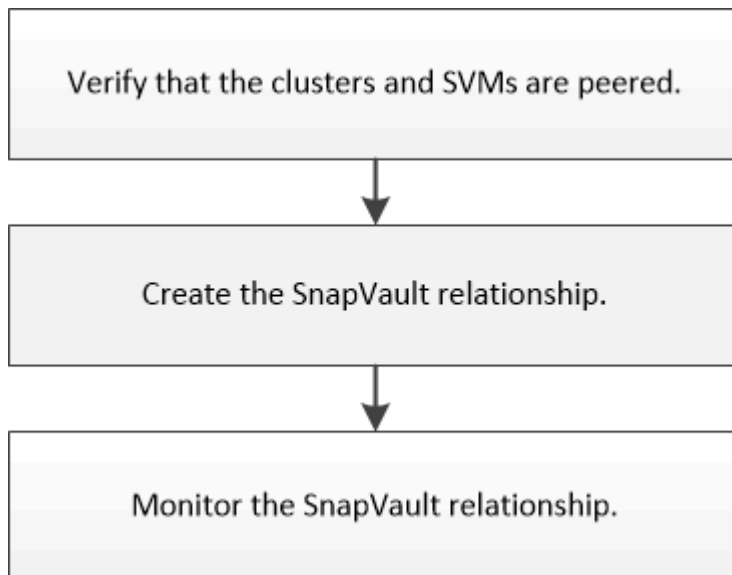 Verify that the clusters and SVMs are peered.
Create the SnapVault relationship.
Monitor the SnapVault relationship.